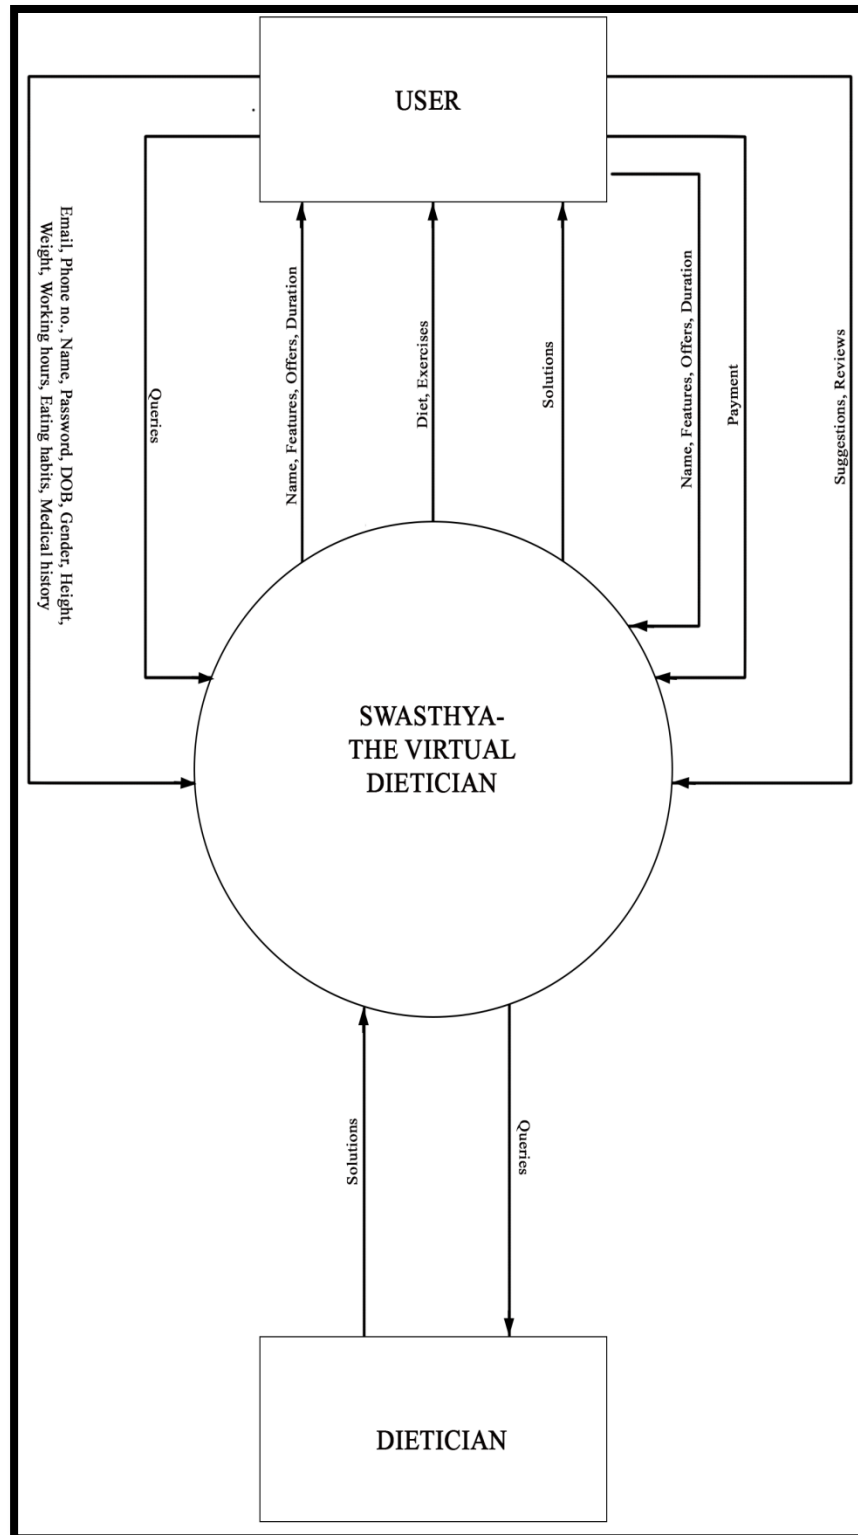 USER
Email, Phone no., Name, Password, DOB, Gender, Height,
Weight, Working hours, Eating habits, Medical history
Queries
Name, Features, Offers, Duration
Diet, Exercises
Solutions
Name, Features, Offers, Duration
Payment
Suggestions, Reviews
SWASTHYA-
THE VIRTUAL
DIETICIAN
Solutions
Queries
DIETICIAN